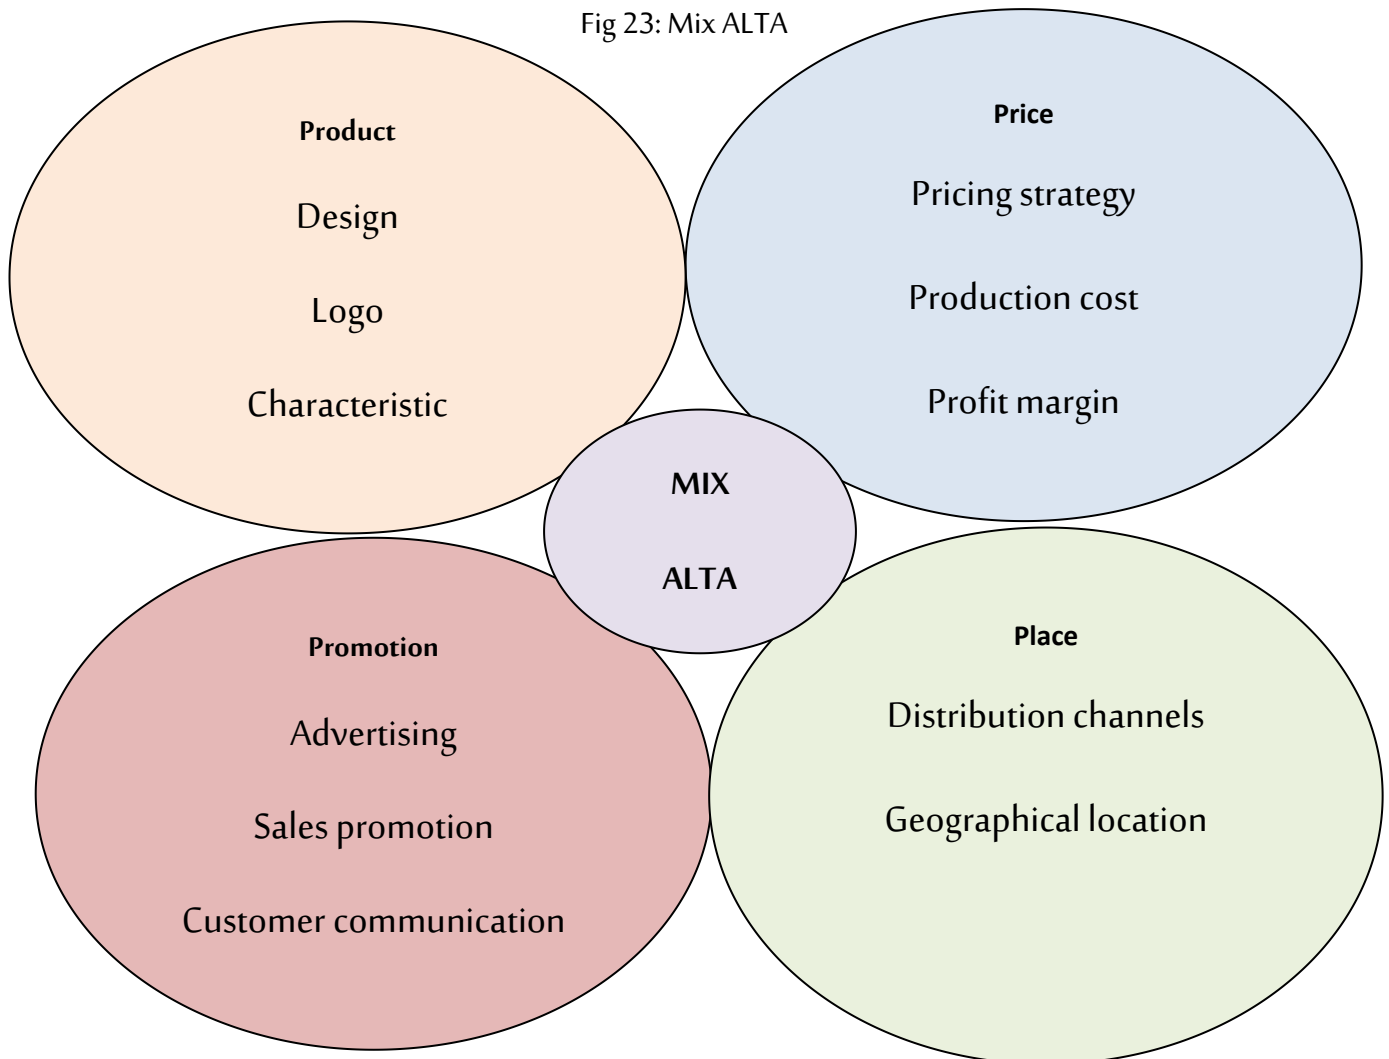 Fig 23: Mix ALTA
Product
Design
Logo
Characteristic
Price
Pricing strategy
Production cost
Profit margin
MIX
ALTA
Promotion
Advertising
Sales promotion
Customer communication
Place
Distribution channels
Geographical location